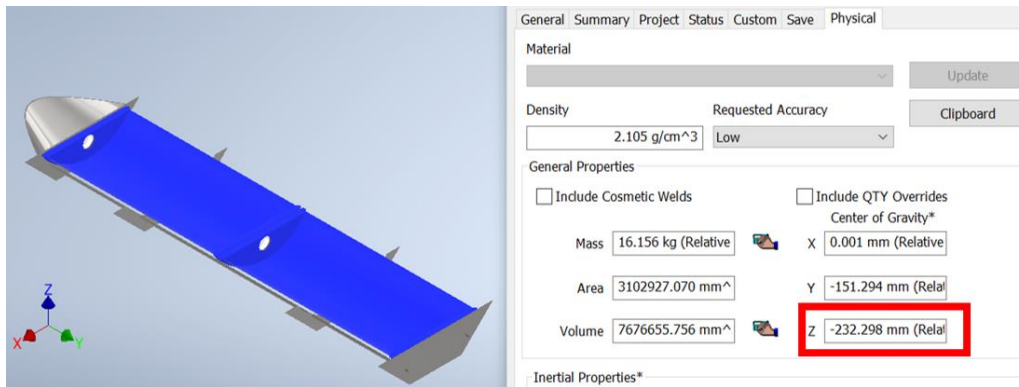 General Summary Project Status Custom Save Physical
Material
Update
Density
Requested Accuracy
Clipboard
2.105 g/cm^3
Low
General Properties
Include Cosmetic Welds
Include QTY Overrides
Center of Gravity*
Mass 16.156 kg (Relative
X 0.001 mm (Relative
Area 3102927.070 mm^
Y -151.294 mm (Relat
Volume 7676655.756 mm^
Z -232.298 mm (Relat
Inertial Properties*
Z
X
Y